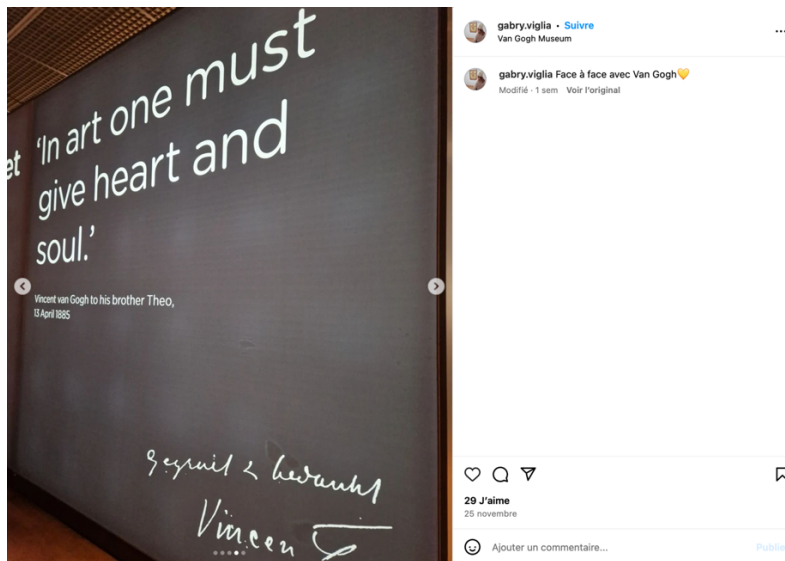 et
'In art one must
give heart and
soul.'
Vincent van Gogh to his brother Theo,
13 April 1885
Vincent
gabry.viglia • Suivre
Van Gogh Museum
gabry.viglia Face à face avec Van Gogh💛
Modifié · 1 sem Voir l'original
29 J'aime
25 novembre
Ajouter un commentaire...
Publie